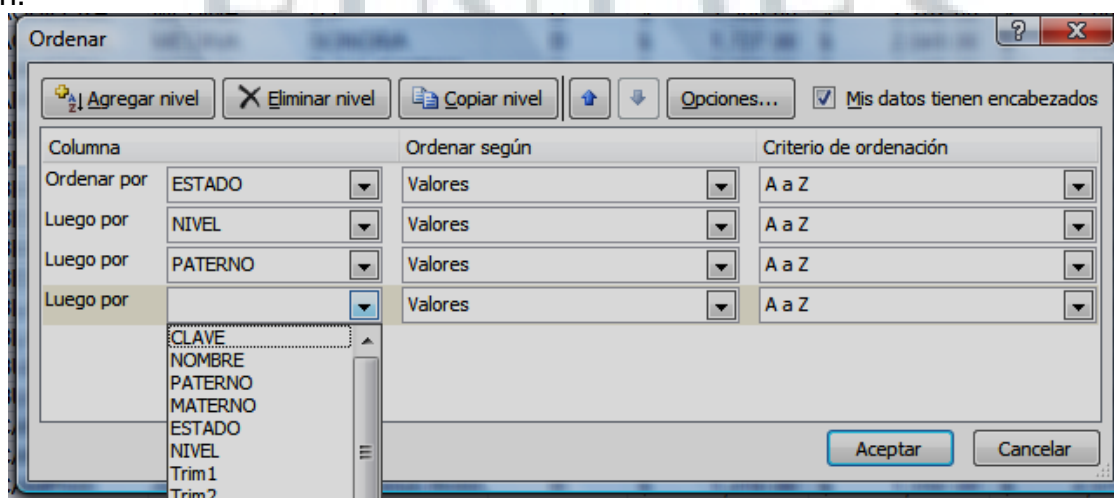 Ordenar
Agregar nivel Eliminar nivel Copiar nivel Opciones... Mis datos tienen encabezados
Columna Ordenar según Criterio de ordenación
Ordenar por ESTADO Valores A a Z
Luego por NIVEL Valores A a Z
Luego por PATERNO Valores A a Z
Luego por Valores A a Z
CLAVE
NOMBRE
PATERNO
MATERNO
ESTADO
NIVEL
Trim1
Trim2
Aceptar Cancelar